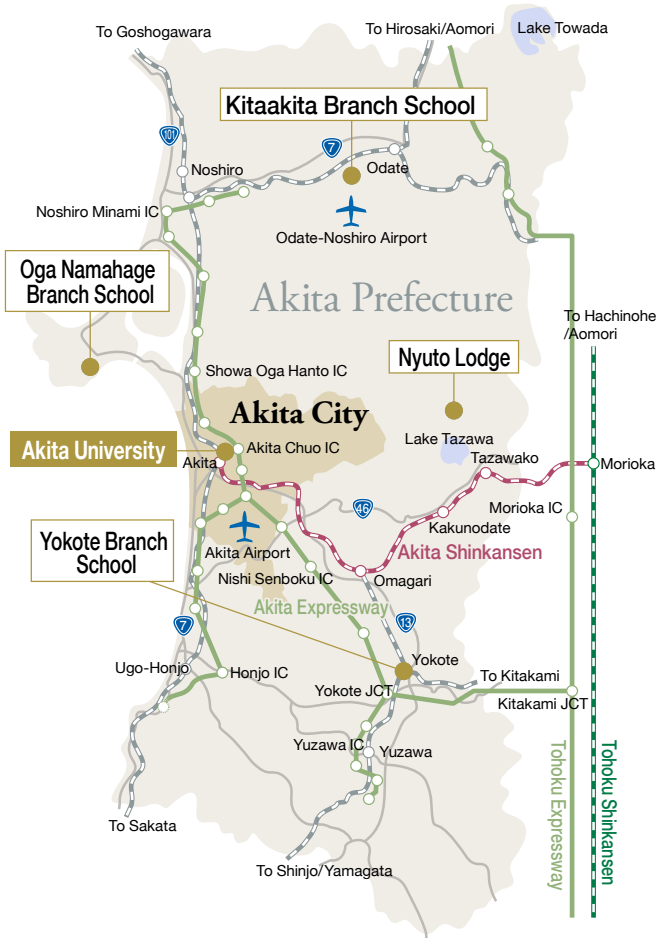 To Goshogawara
To Hirosaki/Aomori
Lake Towada
Kitaakita Branch School
101
7
Noshiro
Odate
Noshiro Minami IC
Odate-Noshiro Airport
Oga Namahage
Branch School
Akita Prefecture
To Hachinohe
/Aomori
Nyuto Lodge
Showa Oga Hanto IC
Akita City
Akita University
Akita Chuo IC
Akita
Lake Tazawa
Tazawako
Morioka
46
Morioka IC
Kakunodate
Yokote Branch
School
Akita Airport
Akita Shinkansen
Nishi Senboku IC
Omagari
Akita Expressway
7
13
Ugo-Honjo
Honjo IC
Yokote
To Kitakami
Yokote JCT
Kitakami JCT
Yuzawa IC
Yuzawa
Tohoku Expressway
Tohoku Shinkansen
To Sakata
To Shinjo/Yamagata